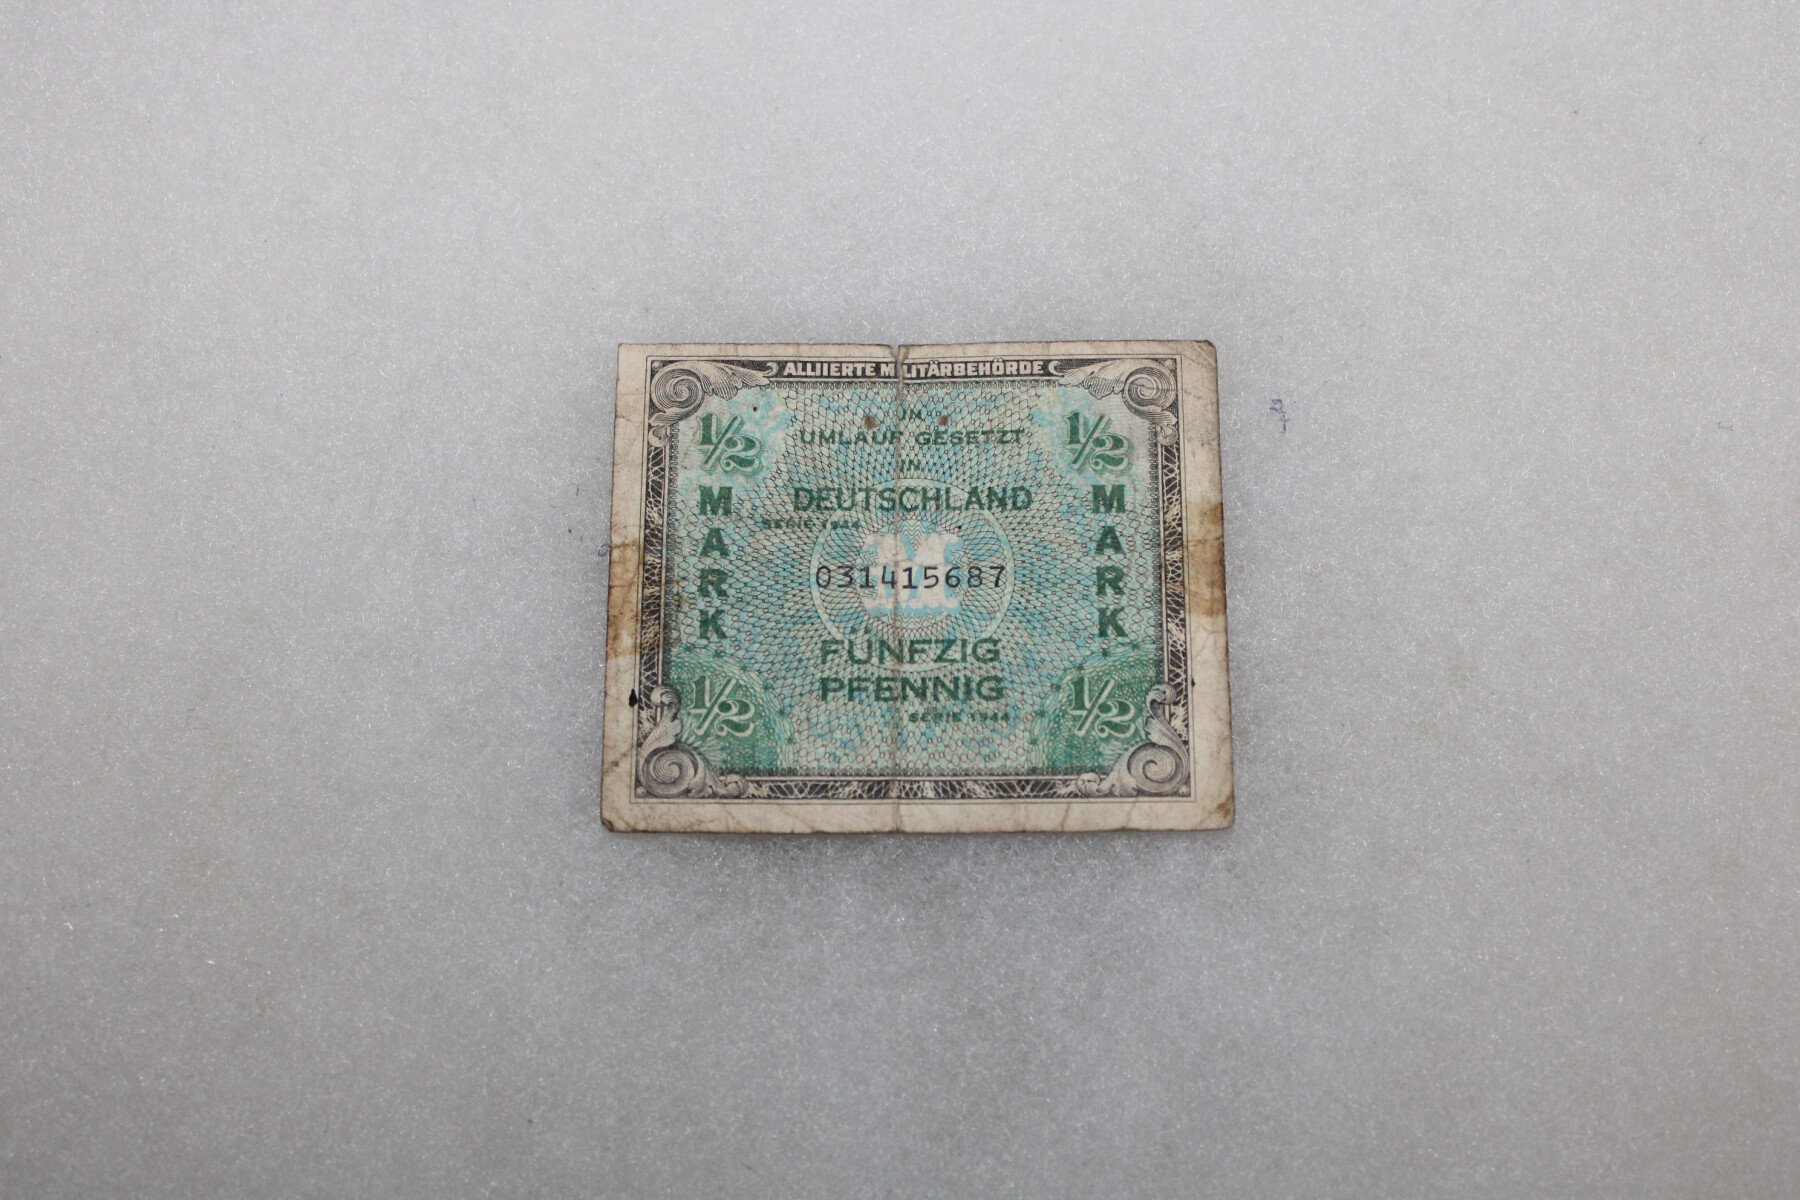 ALLIIERTE MILITÄRBEHÖRDE
1/2 1/2
IN
UMLAUF GESETZT
IN
DEUTSCHLAND
SERIE 1944
MARK MARK
M
031415687
FÜNFZIG
PFENNIG
1/2 1/2
SERIE 1944